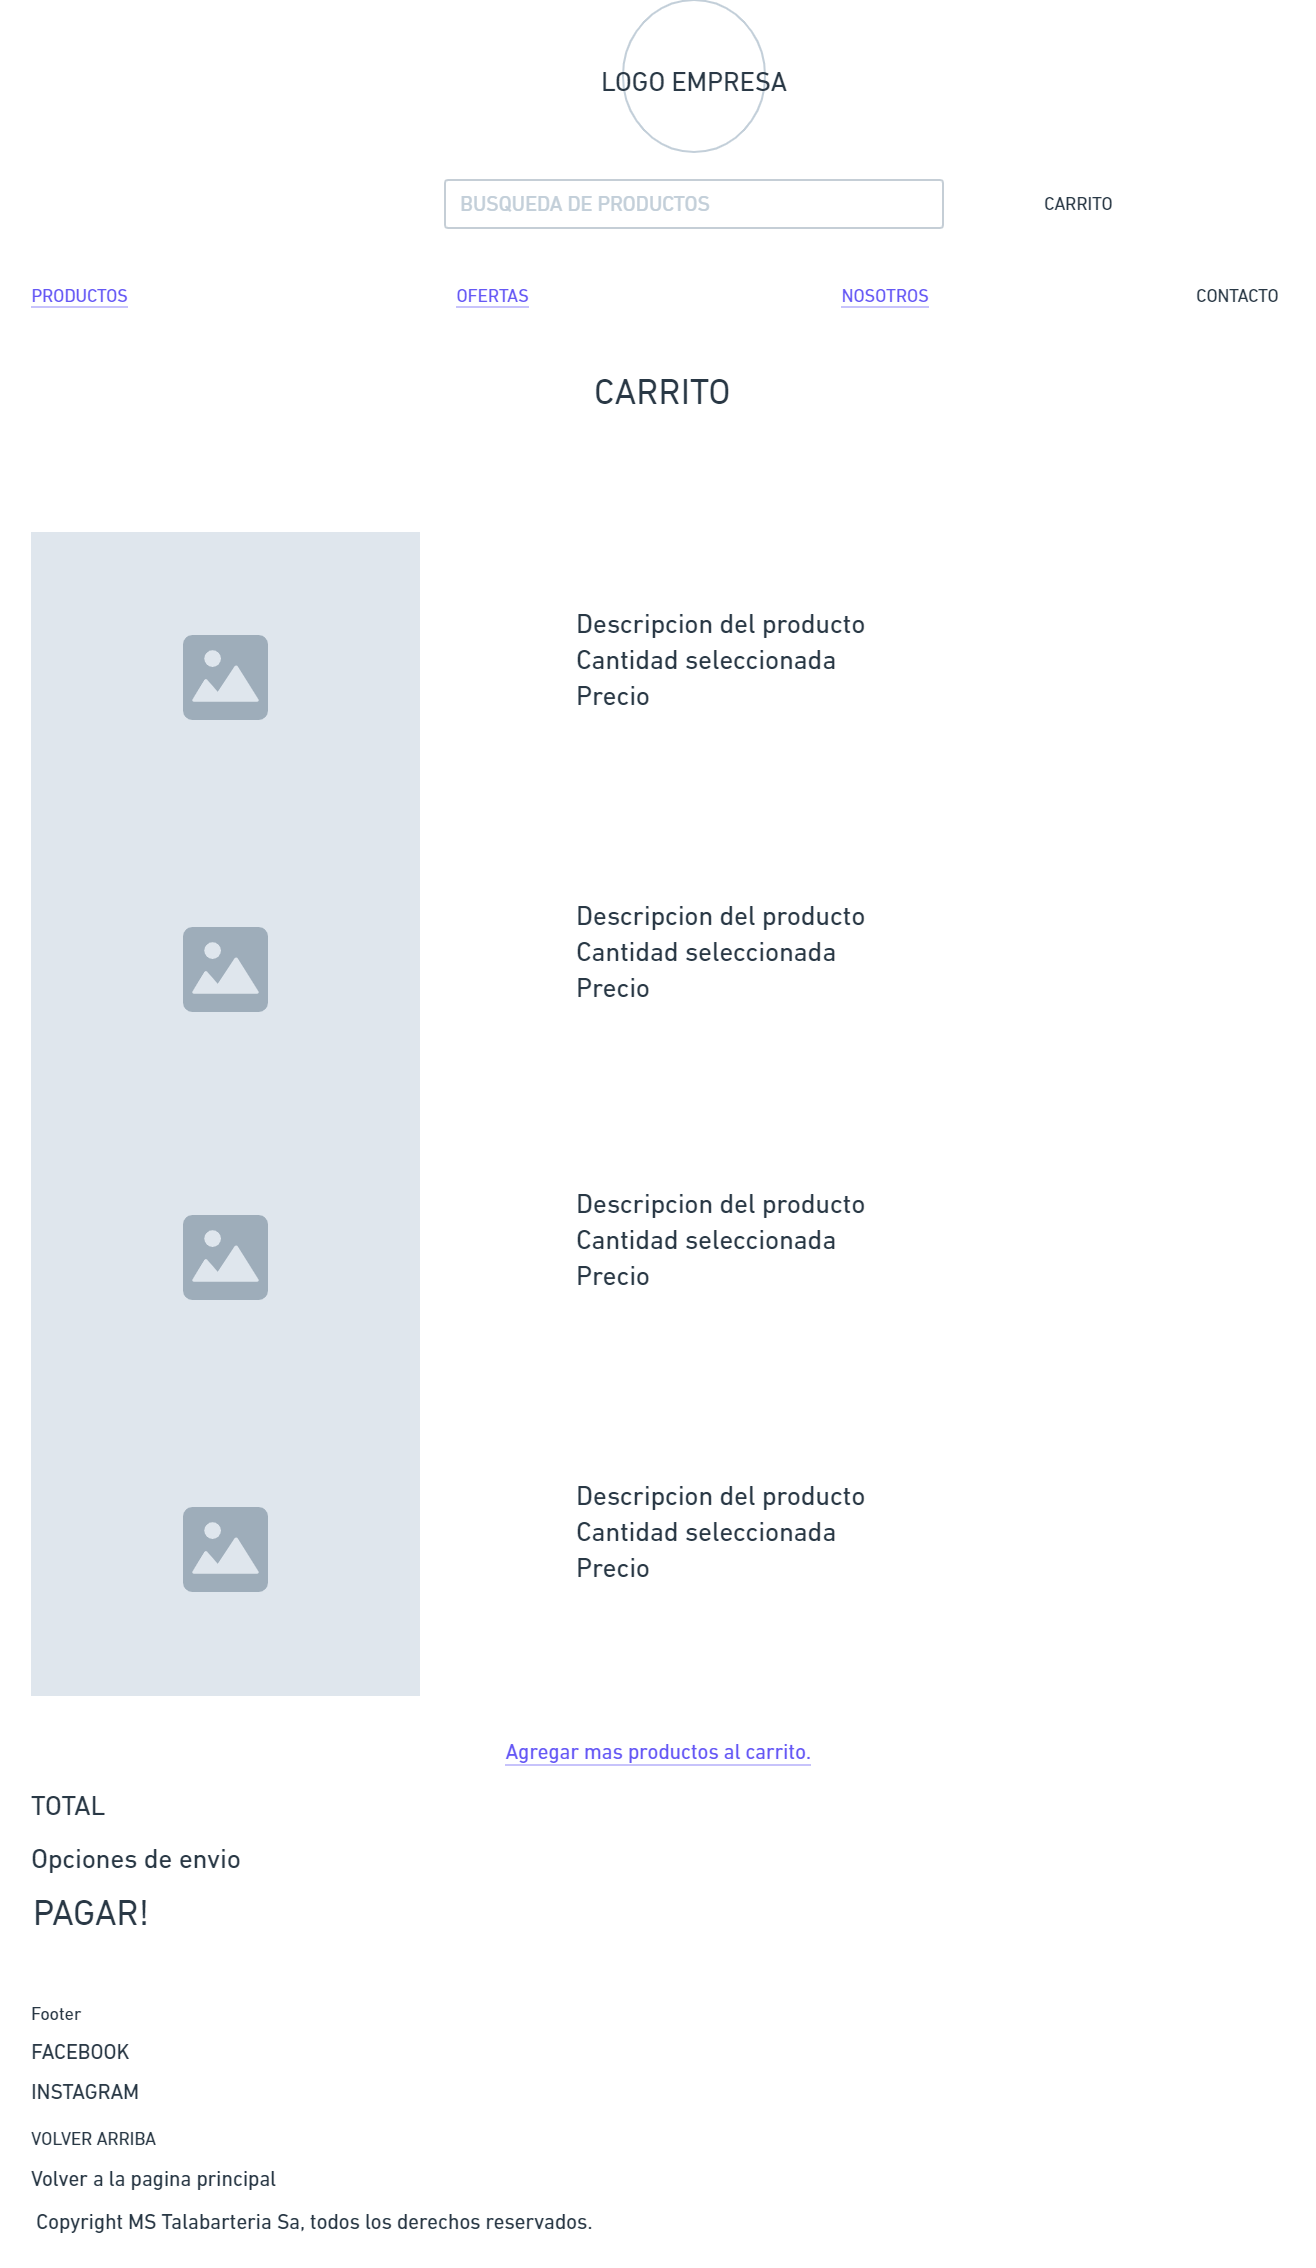 LOGO EMPRESA
BUSQUEDA DE PRODUCTOS
CARRITO
PRODUCTOS
OFERTAS
NOSOTROS
CONTACTO
CARRITO
Descripcion del producto
Cantidad seleccionada
Precio
Descripcion del producto
Cantidad seleccionada
Precio
Descripcion del producto
Cantidad seleccionada
Precio
Descripcion del producto
Cantidad seleccionada
Precio
Agregar mas productos al carrito.
TOTAL
Opciones de envio
PAGAR!
Footer
FACEBOOK
INSTAGRAM
VOLVER ARRIBA
Volver a la pagina principal
Copyright MS Talabarteria Sa, todos los derechos reservados.